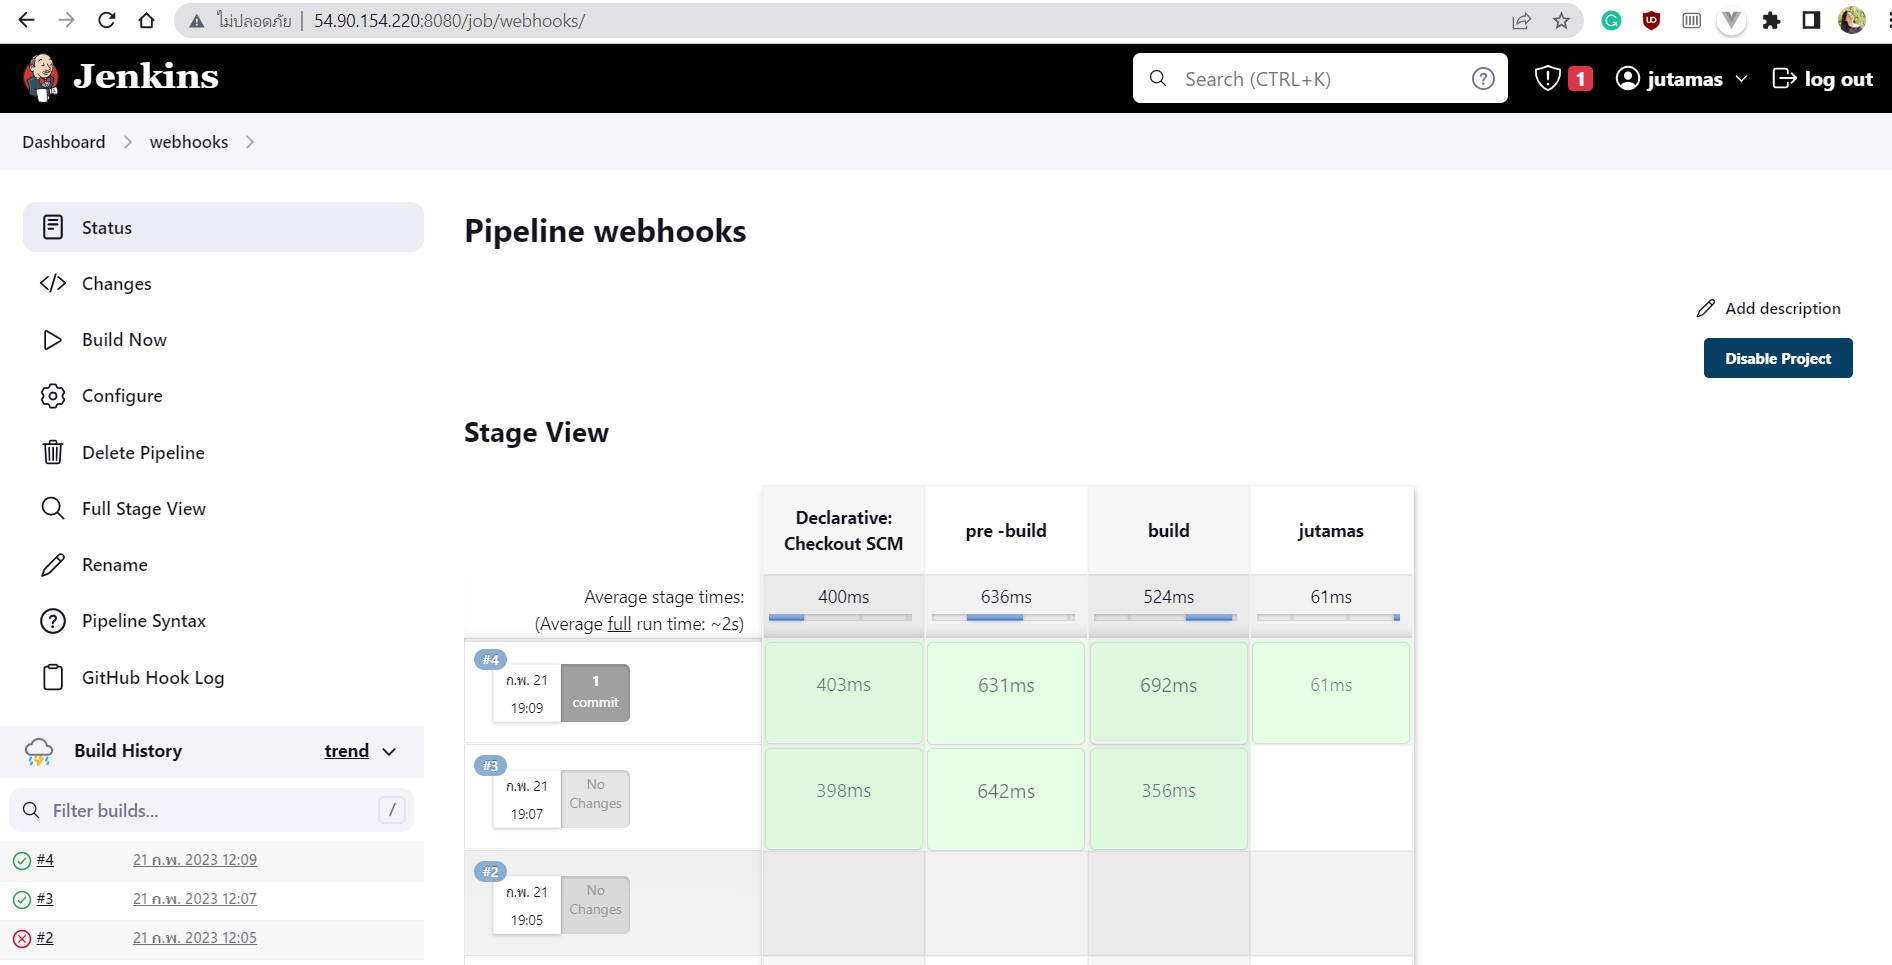 ไม่ปลอดภัย | 54.90.154.220:8080/job/webhooks/
Jenkins
Search (CTRL+K)
1
jutamas
log out
Dashboard
webhooks
Status
Changes
Build Now
Configure
Delete Pipeline
Full Stage View
Rename
Pipeline Syntax
GitHub Hook Log
Build History
trend
Filter builds...
/
#4 21 ก.พ. 2023 12:09
#3 21 ก.พ. 2023 12:07
#2 21 ก.พ. 2023 12:05
Pipeline webhooks
Add description
Disable Project
Stage View
Declarative: Checkout SCM
pre -build
build
jutamas
Average stage times:
(Average full run time: ~2s)
400ms
636ms
524ms
61ms
#4
ก.พ. 21
19:09
1
commit
403ms
631ms
692ms
61ms
#3
ก.พ. 21
19:07
No
Changes
398ms
642ms
356ms
#2
ก.พ. 21
19:05
No
Changes